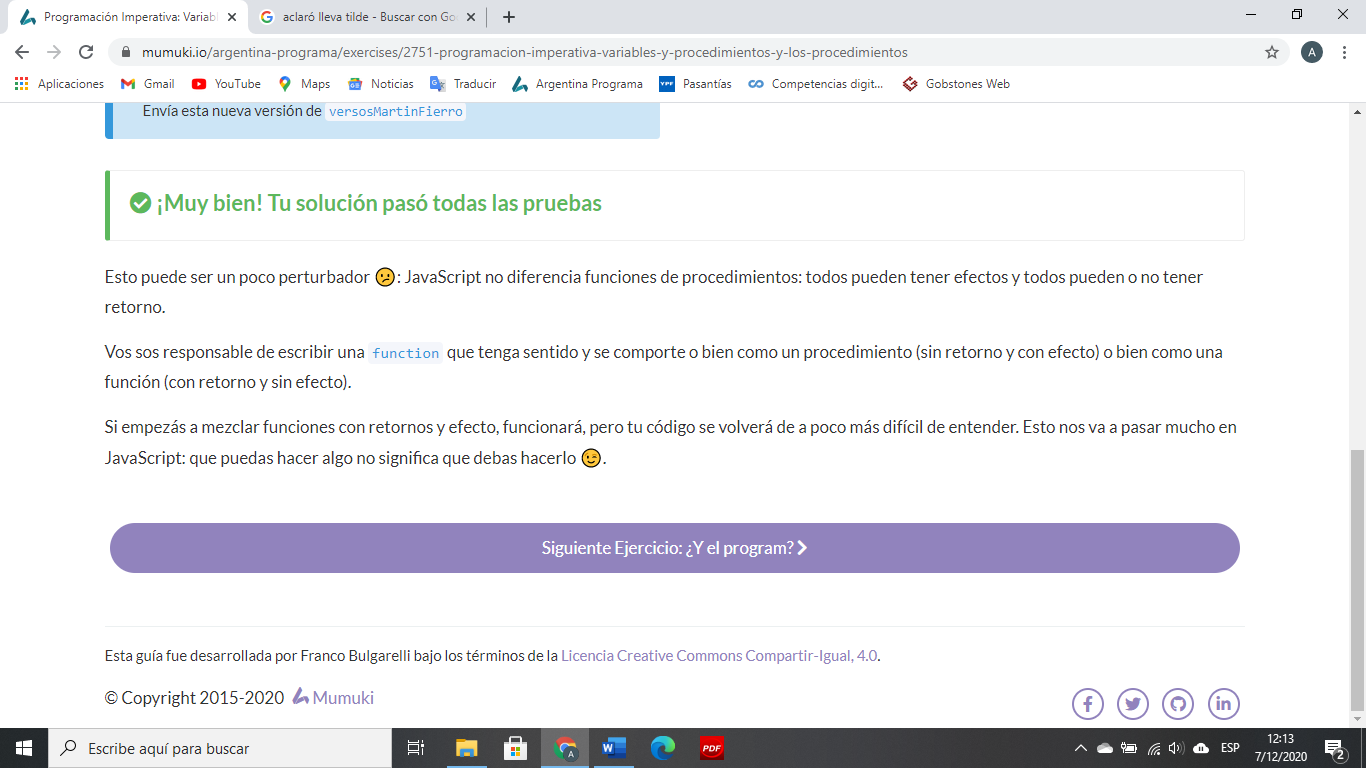 Programación Imperativa: Variabl
aclaró lleva tilde - Buscar con Go
mumuki.io/argentina-programa/exercises/2751-programacion-imperativa-variables-y-procedimientos-y-los-procedimientos
A
Aplicaciones
Gmail
YouTube
Maps
Noticias
Traducir
Argentina Programa
YPF
Pasantías
Competencias digit...
Gobstones Web
Envía esta nueva versión de versosMartinFierro
¡Muy bien! Tu solución pasó todas las pruebas
Esto puede ser un poco perturbador 😕: JavaScript no diferencia funciones de procedimientos: todos pueden tener efectos y todos pueden o no tener
retorno.
Vos sos responsable de escribir una function que tenga sentido y se comporte o bien como un procedimiento (sin retorno y con efecto) o bien como una
función (con retorno y sin efecto).
Si empezás a mezclar funciones con retornos y efecto, funcionará, pero tu código se volverá de a poco más difícil de entender. Esto nos va a pasar mucho en
JavaScript: que puedas hacer algo no significa que debas hacerlo 😉.
Siguiente Ejercicio: ¿Y el program?
Esta guía fue desarrollada por Franco Bulgarelli bajo los términos de la Licencia Creative Commons Compartir-Igual, 4.0.
© Copyright 2015-2020 Mumuki
Escribe aquí para buscar
A
W
PDF
ESP
12:13
7/12/2020
2